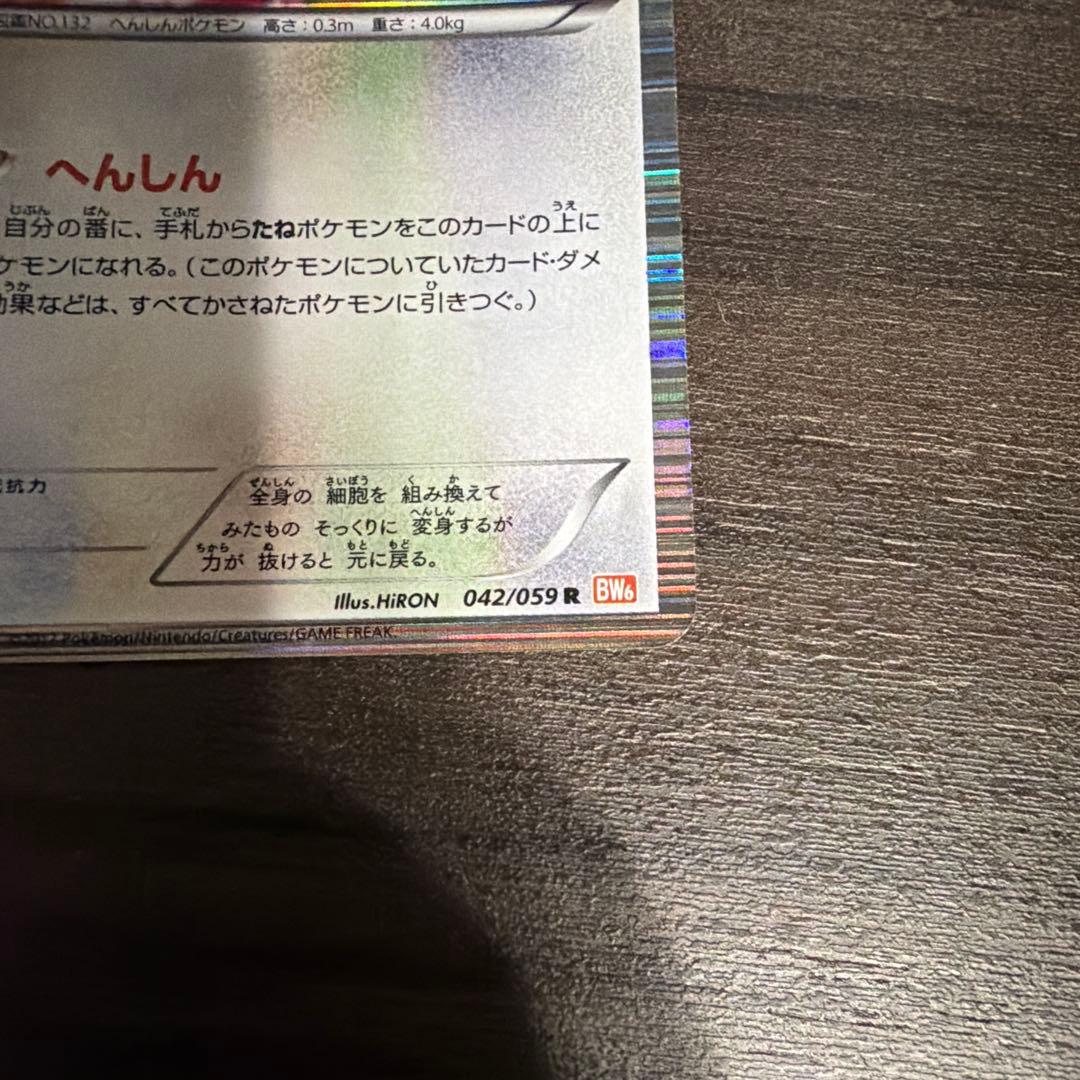 図鑑NO.132 へんしんポケモン 高さ：0.3m 重さ：4.0kg
へんしん
自分の番に、手札からたねポケモンをこのカードの上に
ケモンになれる。（このポケモンについていたカード・ダメ
効果などは、すべてかさねたポケモンに引きつぐ。）
抵抗力
全身の 細胞を 組み換えて
みたもの そっくりに 変身するが
力が 抜けると 元に戻る。
Illus.HiRON 042/059 R BW6
©2012 Pokémon/Nintendo/Creatures/GAME FREAK.